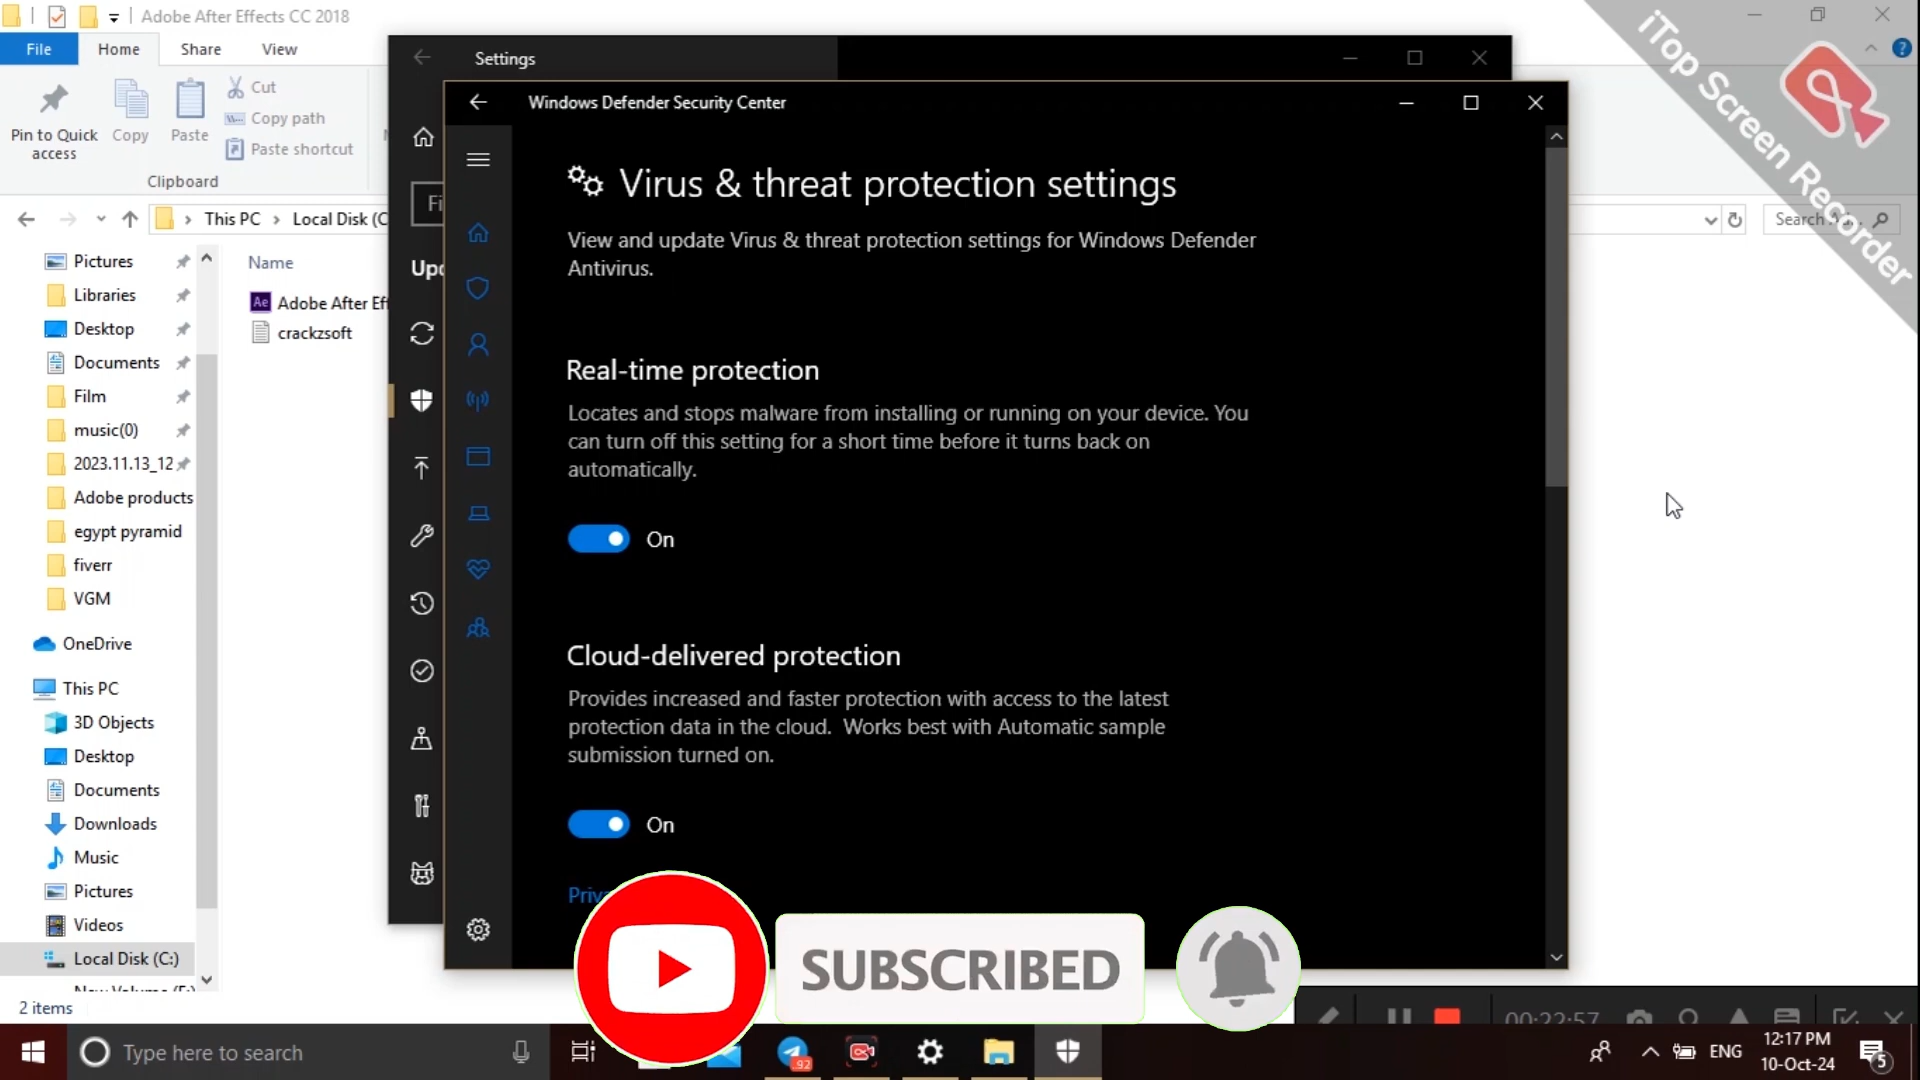 Adobe After Effects CC 2018
File
Home
Share
View
Pin to Quick
access
Copy
Paste
Cut
Copy path
Paste shortcut
Clipboard
This PC
Local Disk (C
Search
Pictures
Libraries
Desktop
Documents
Film
music(0)
2023.11.13_12
Adobe products
egypt pyramid
fiverr
VGM
OneDrive
This PC
3D Objects
Desktop
Documents
Downloads
Music
Pictures
Videos
Local Disk (C:)
2 items
Name
Adobe After Eff
crackzsoft
Settings
Fi
Upd
Windows Defender Security Center
Virus & threat protection settings
View and update Virus & threat protection settings for Windows Defender
Antivirus.
Real-time protection
Locates and stops malware from installing or running on your device. You
can turn off this setting for a short time before it turns back on
automatically.
On
Cloud-delivered protection
Provides increased and faster protection with access to the latest
protection data in the cloud.  Works best with Automatic sample
submission turned on.
On
Priva
SUBSCRIBED
iTop Screen Recorder
00:22:57
Type here to search
92
ENG
12:17 PM
10-Oct-24
5